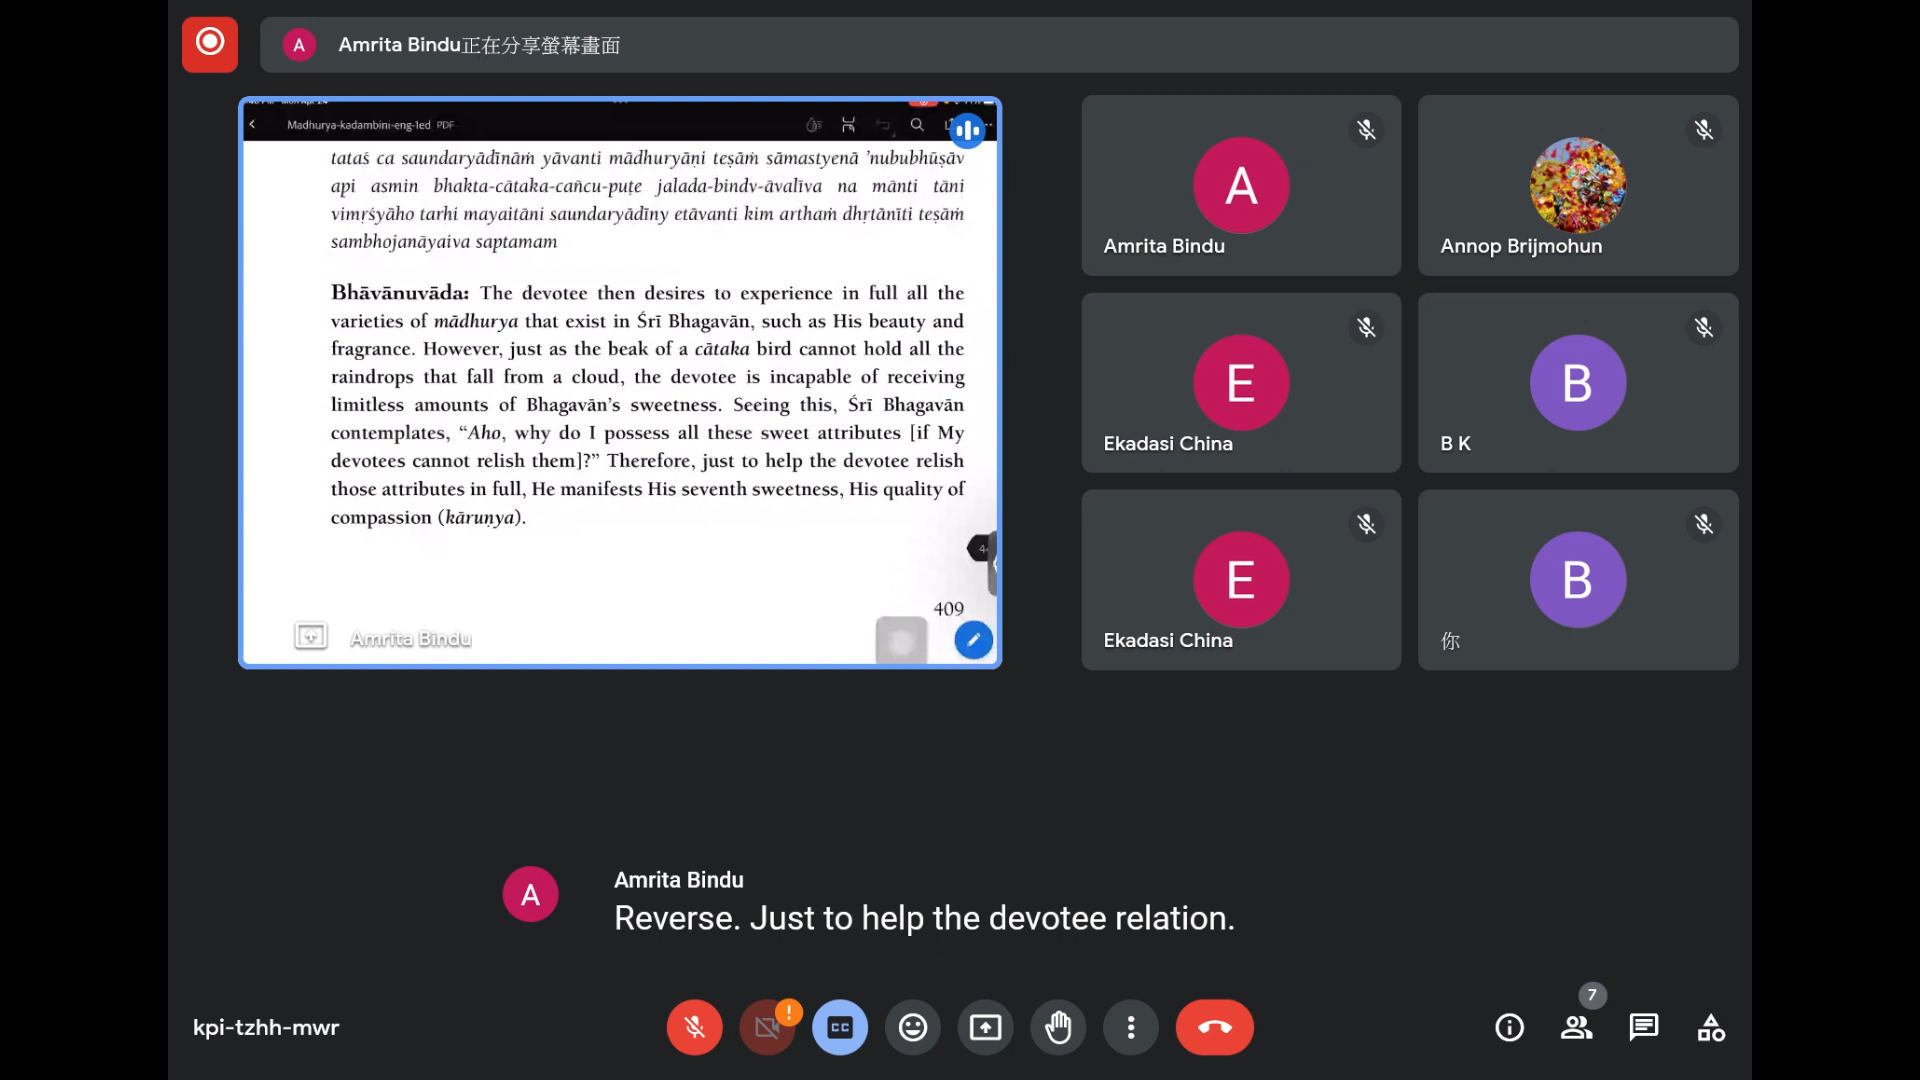 Amrita Bindu正在分享螢幕畫面
Madhurya-kadambini-eng-1ed PDF
tataś ca saundaryādīnāṁ yāvanti mādhuryāṇi teṣāṁ sāmastyenā 'nububhūṣāv
api asmin bhakta-cātaka-cañcu-puṭe jalada-bindv-āvalīva na mānti tāni
vimṛśyāho tarhi mayaitāni saundaryādīny etāvanti kim arthaṁ dhṛtānīti teṣāṁ
sambhojanāyaiva saptamam
Bhāvānuvāda: The devotee then desires to experience in full all the
varieties of mādhurya that exist in Śrī Bhagavān, such as His beauty and
fragrance. However, just as the beak of a cātaka bird cannot hold all the
raindrops that fall from a cloud, the devotee is incapable of receiving
limitless amounts of Bhagavān's sweetness. Seeing this, Śrī Bhagavān
contemplates, “Aho, why do I possess all these sweet attributes [if My
devotees cannot relish them]?” Therefore, just to help the devotee relish
those attributes in full, He manifests His seventh sweetness, His quality of
compassion (kāruṇya).
409
Amrita Bindu
A
Amrita Bindu
Annop Brijmohun
E
Ekadasi China
B
B K
E
Ekadasi China
B
你
A
Amrita Bindu
Reverse. Just to help the devotee relation.
kpi-tzhh-mwr
CC
7